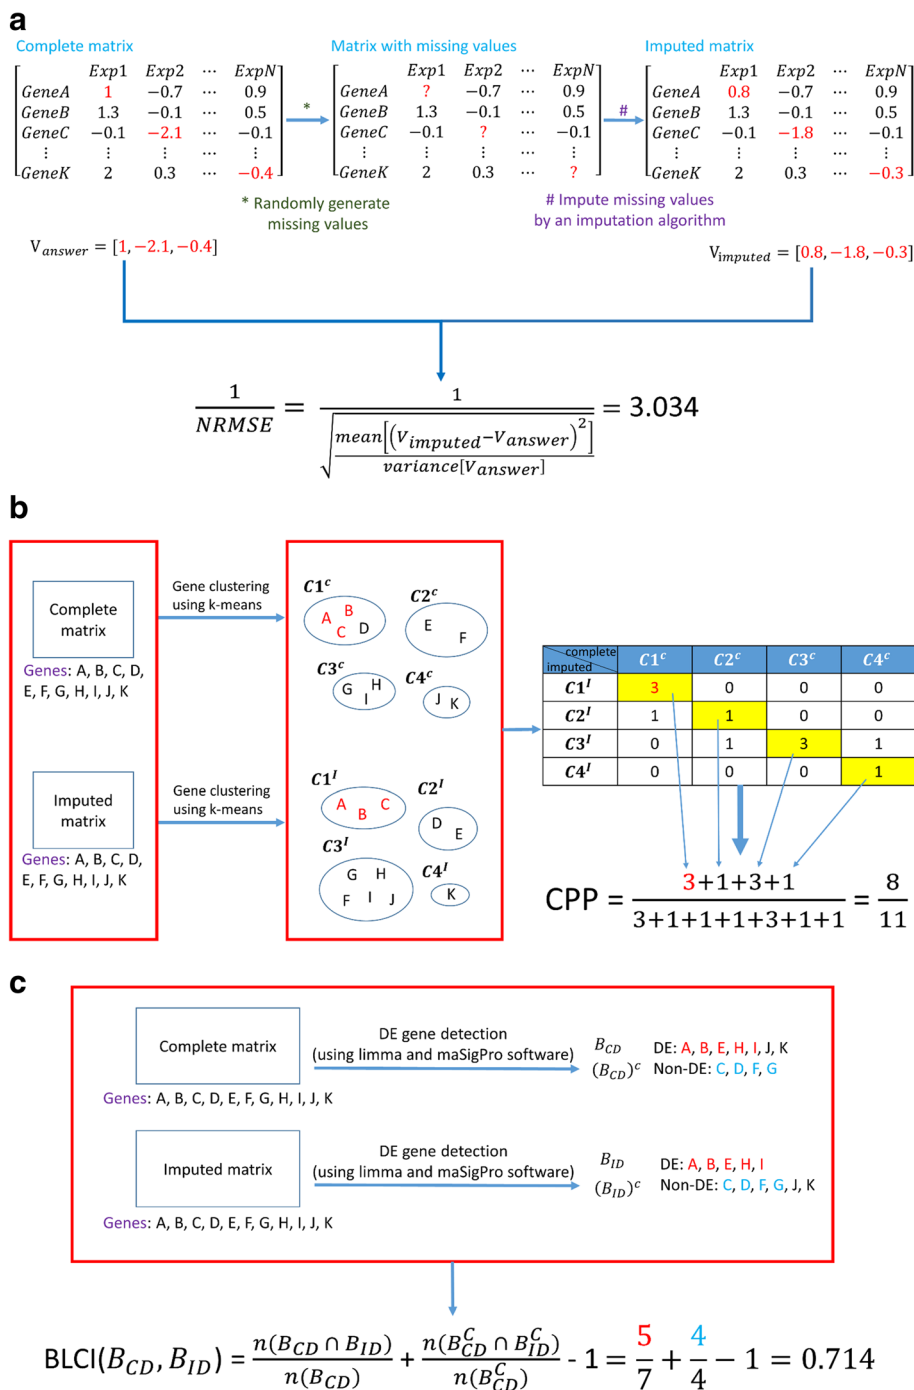 a
Complete matrix Matrix with missing values Imputed matrix
Exp1 Exp2 ⋯ ExpN Exp1 Exp2 ⋯ ExpN Exp1 Exp2 ⋯ ExpN
GeneA 1 −0.7 ⋯ 0.9 GeneA ? −0.7 ⋯ 0.9 GeneA 0.8 −0.7 ⋯ 0.9
GeneB 1.3 −0.1 ⋯ 0.5 * GeneB 1.3 −0.1 ⋯ 0.5 # GeneB 1.3 −0.1 ⋯ 0.5
GeneC −0.1 −2.1 ⋯ −0.1 GeneC −0.1 ? ⋯ −0.1 GeneC −0.1 −1.8 ⋯ −0.1
⋮ ⋮ ⋮ ⋯ ⋮ ⋮ ⋮ ⋮ ⋯ ⋮ ⋮ ⋮ ⋮ ⋯ ⋮
GeneK 2 0.3 ⋯ −0.4 GeneK 2 0.3 ⋯ ? GeneK 2 0.3 ⋯ −0.3
* Randomly generate
missing values
# Impute missing values
by an imputation algorithm
V_answer = [1, −2.1, −0.4]
V_imputed = [0.8, −1.8, −0.3]
1/NRMSE = 1/√(mean[(V_imputed−V_answer)^2]/variance[V_answer]) = 3.034
b
Complete
matrix
Genes: A, B, C, D,
E, F, G, H, I, J, K
Gene clustering
using k-means
C1^c
A B C D
C2^c
E F
C3^c
G H I
C4^c
J K
Imputed
matrix
Genes: A, B, C, D,
E, F, G, H, I, J, K
Gene clustering
using k-means
C1^I
A B C
C2^I
D E
C3^I
G H F I J
C4^I
K
complete
imputed
C1^c C2^c C3^c C4^c
C1^I 3 0 0 0
C2^I 1 1 0 0
C3^I 0 1 3 1
C4^I 0 0 0 1
CPP = (3+1+3+1)/(3+1+1+1+3+1+1) = 8/11
c
Complete matrix
Genes: A, B, C, D, E, F, G, H, I, J, K
DE gene detection
(using limma and maSigPro software)
B_CD DE: A, B, E, H, I, J, K
(B_CD)^c Non-DE: C, D, F, G
Imputed matrix
Genes: A, B, C, D, E, F, G, H, I, J, K
DE gene detection
(using limma and maSigPro software)
B_ID DE: A, B, E, H, I
(B_ID)^c Non-DE: C, D, F, G, J, K
BLCI(B_CD, B_ID) = n(B_CD ∩ B_ID)/n(B_CD) + n(B_CD^C ∩ B_ID^C)/n(B_CD^C) - 1 = 5/7 + 4/4 − 1 = 0.714